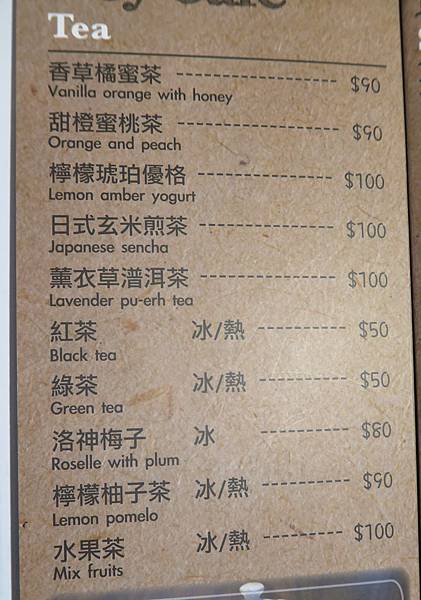 Tea
香草橘蜜茶 $90
Vanilla orange with honey
甜橙蜜桃茶 $90
Orange and peach
檸檬琥珀優格 $100
Lemon amber yogurt
日式玄米煎茶 $100
Japanese sencha
薰衣草潽洱茶 $100
Lavender pu-erh tea
紅茶 冰/熱 $50
Black tea
綠茶 冰/熱 $50
Green tea
洛神梅子 冰 $80
Roselle with plum
檸檬柚子茶 冰/熱 $90
Lemon pomelo
水果茶 冰/熱 $100
Mix fruits